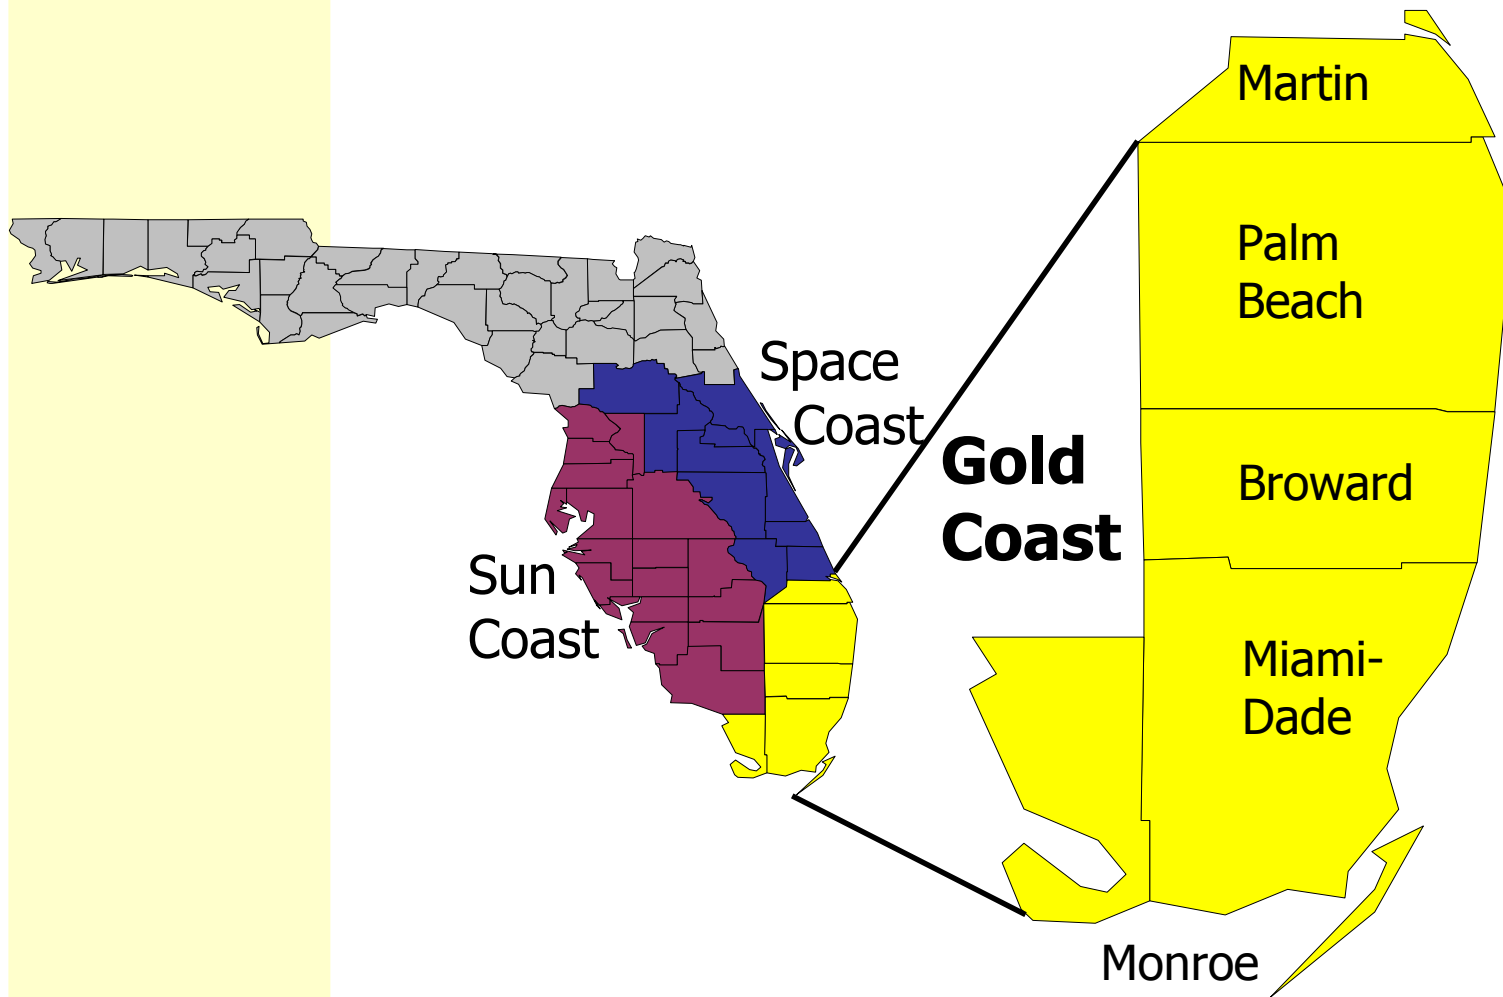 Space
Coast
Sun
Coast
Gold
Coast
Martin
Palm
Beach
Broward
Miami-
Dade
Monroe